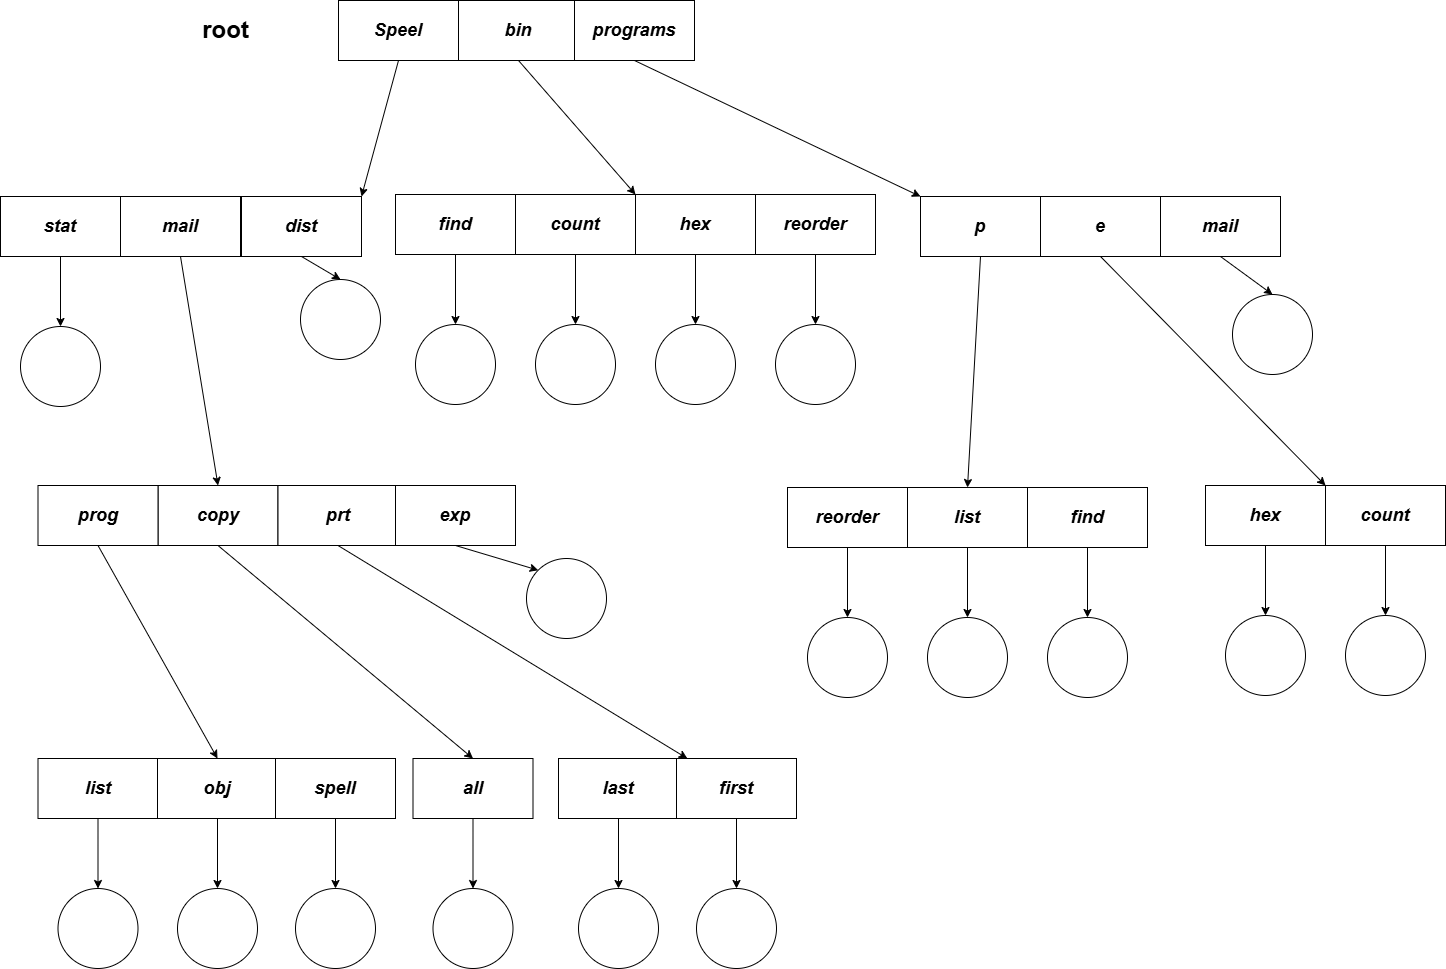 root
Speel bin programs
stat mail dist
find count hex reorder
p e mail
prog copy prt exp
reorder list find
hex count
list obj spell
all
last first